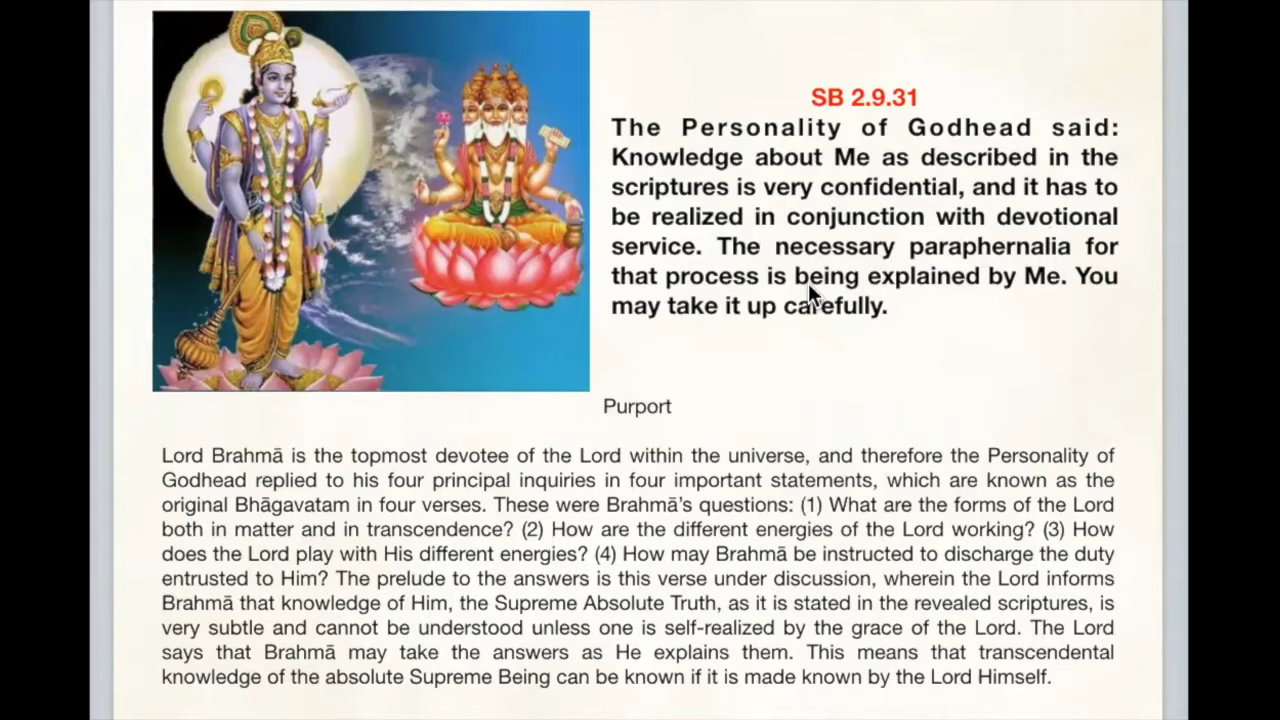 SB 2.9.31
The Personality of Godhead said:
Knowledge about Me as described in the
scriptures is very confidential, and it has to
be realized in conjunction with devotional
service. The necessary paraphernalia for
that process is being explained by Me. You
may take it up carefully.
Purport
Lord Brahmā is the topmost devotee of the Lord within the universe, and therefore the Personality of
Godhead replied to his four principal inquiries in four important statements, which are known as the
original Bhāgavatam in four verses. These were Brahmā’s questions: (1) What are the forms of the Lord
both in matter and in transcendence? (2) How are the different energies of the Lord working? (3) How
does the Lord play with His different energies? (4) How may Brahmā be instructed to discharge the duty
entrusted to Him? The prelude to the answers is this verse under discussion, wherein the Lord informs
Brahmā that knowledge of Him, the Supreme Absolute Truth, as it is stated in the revealed scriptures, is
very subtle and cannot be understood unless one is self-realized by the grace of the Lord. The Lord
says that Brahmā may take the answers as He explains them. This means that transcendental
knowledge of the absolute Supreme Being can be known if it is made known by the Lord Himself.